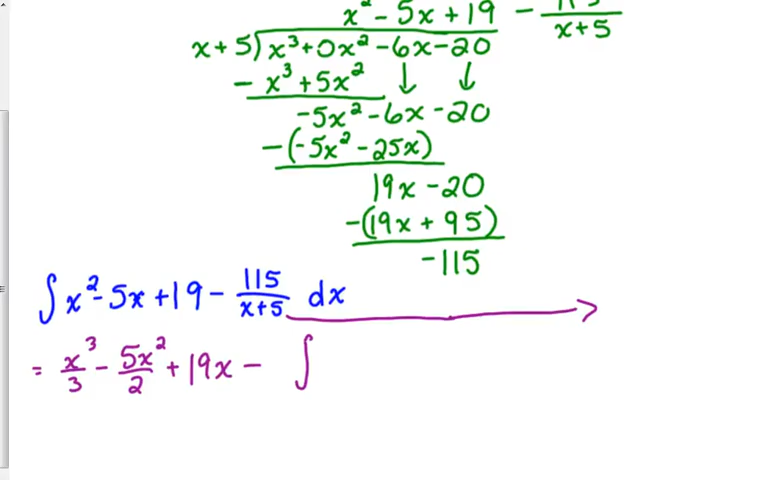 x² - 5x + 19 - 115/(x+5)
x + 5)x³ + 0x² - 6x - 20
- x³ + 5x² ↓ ↓
-5x² - 6x - 20
-(-5x² - 25x)
19x - 20
-(19x + 95)
-115
∫ x² - 5x + 19 - 115/(x+5) dx
= x³/3 - 5x²/2 + 19x - ∫